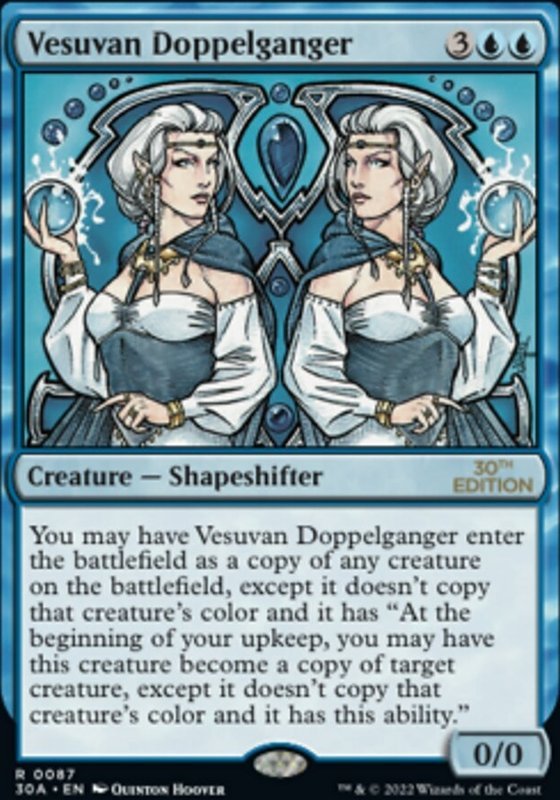 Vesuvan Doppelganger 3
Creature — Shapeshifter
30TH
EDITION
You may have Vesuvan Doppelganger enter
the battlefield as a copy of any creature
on the battlefield, except it doesn't copy
that creature's color and it has “At the
beginning of your upkeep, you may have
this creature become a copy of target
creature, except it doesn't copy that
creature's color and it has this ability.”
0/0
R 0087
30A • EN Quinton Hoover
™ & © 2022 Wizards of the Coast